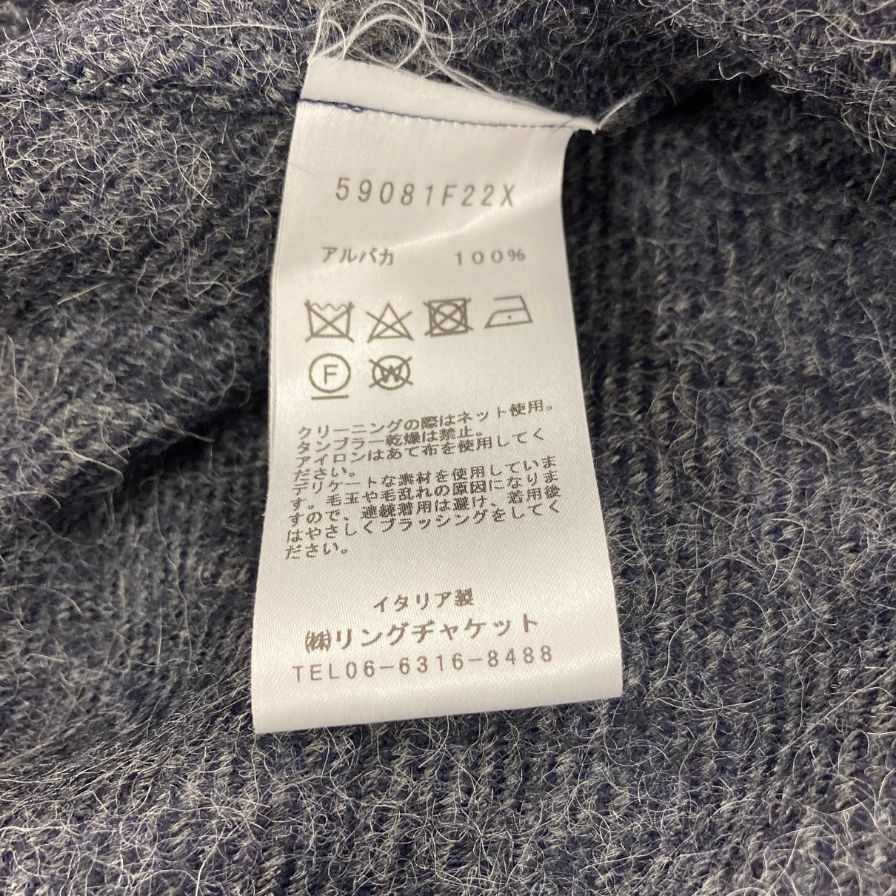 59081F22X
アルパカ 100%
F W
クリーニングの際はネット使用。
タンブラー乾燥は禁止。
アイロンはあて布を使用してく
ださい。
デリケートな素材を使用していま
す。毛玉や毛乱れの原因になりま
すので、連続着用は避け、着用後
はやさしくブラッシングをしてく
ださい。
イタリア製
㈱リングヂャケット
TEL06-6316-8488